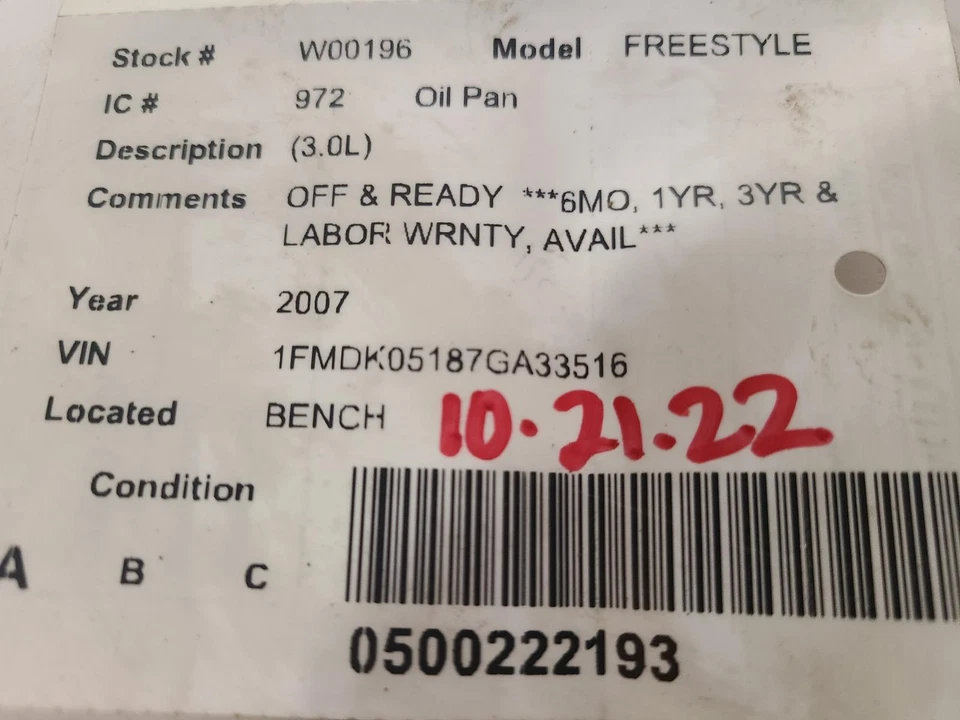 Stock # W00196 Model FREESTYLE
IC # 972 Oil Pan
Description (3.0L)
Comments OFF & READY ***6MO, 1YR, 3YR &
LABOR WRNTY, AVAIL***
Year 2007
VIN 1FMDK05187GA33516
Located BENCH 10.21.22
Condition
A B C
0500222193